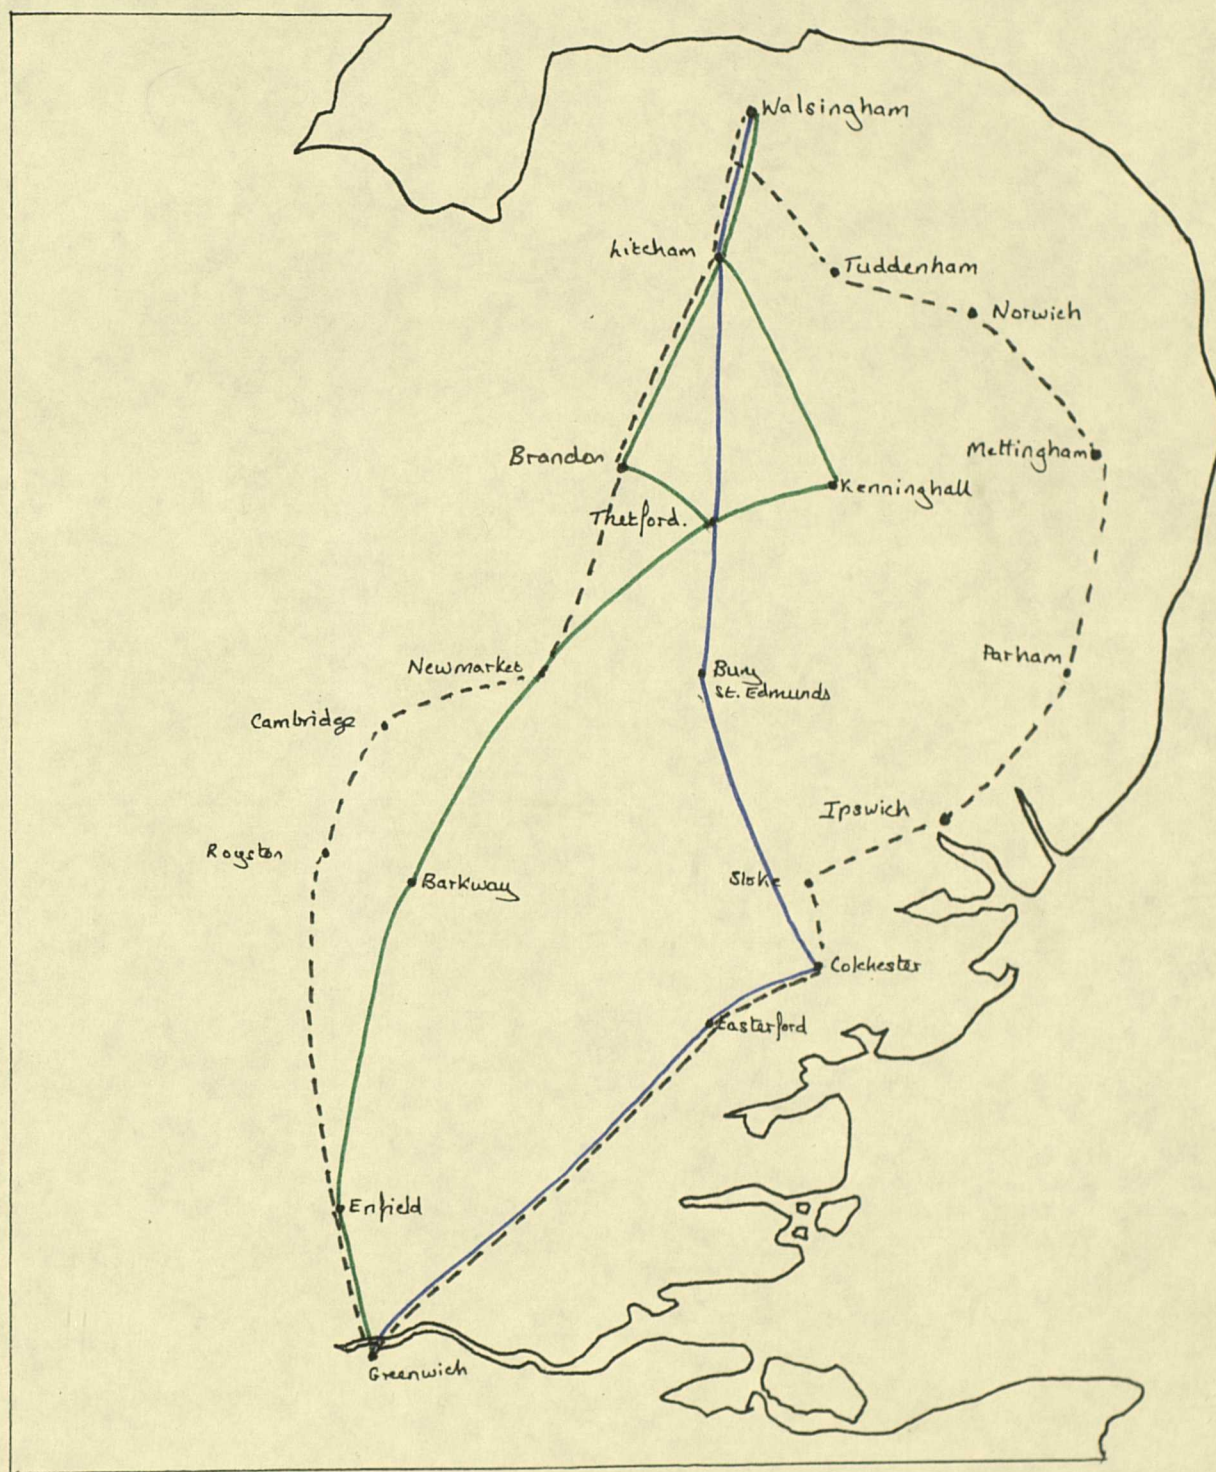 Walsingham
Litcham
Tuddenham
Norwich
Brandon
Mettingham
Kenninghall
Thetford.
Parham
Newmarket
Bury
St. Edmunds
Cambridge
Ipswich
Royston
Barkway
Stoke
Colchester
Easterford
Enfield
Greenwich